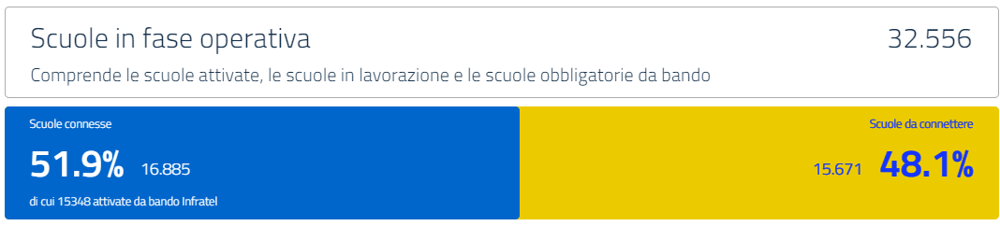 Scuole in fase operativa 32.556
Comprende le scuole attivate, le scuole in lavorazione e le scuole obbligatorie da bando
Scuole connesse
51.9% 16.885
di cui 15348 attivate da bando Infratel
Scuole da connettere
15.671 48.1%